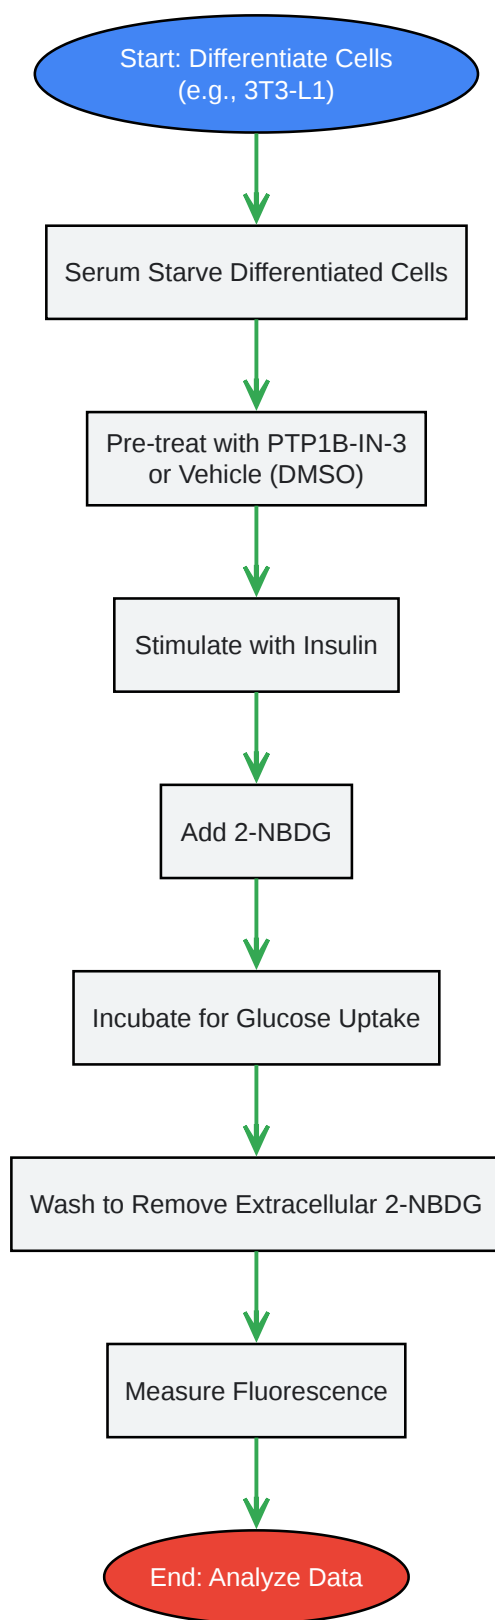 Start: Differentiate Cells
(e.g., 3T3-L1)
Serum Starve Differentiated Cells
Pre-treat with PTP1B-IN-3
or Vehicle (DMSO)
Stimulate with Insulin
Add 2-NBDG
Incubate for Glucose Uptake
Wash to Remove Extracellular 2-NBDG
Measure Fluorescence
End: Analyze Data